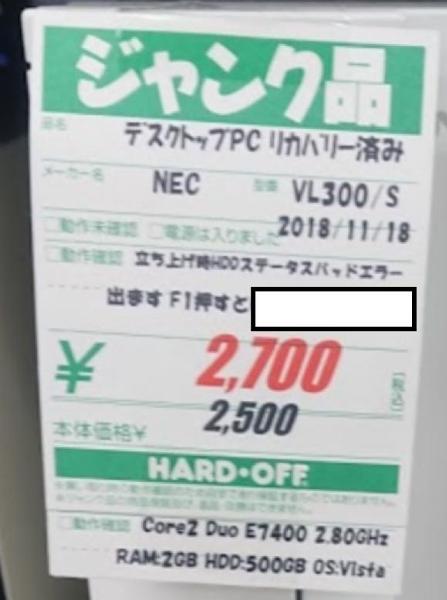 ジャンク品
品名 デスクトップPC リカバリー済み
メーカー名 NEC 型番 VL300/S
□動作未確認 □電源は入りました 2018/11/18
□動作確認 立ち上げ時HDDステータスバッドエラー
出ます F1押すと
¥ 2,700 [税込]
本体価格¥ 2,500
HARD・OFF
□動作確認 Core2 Duo E7400 2.80GHz
RAM:2GB HDD:500GB OS:Vista